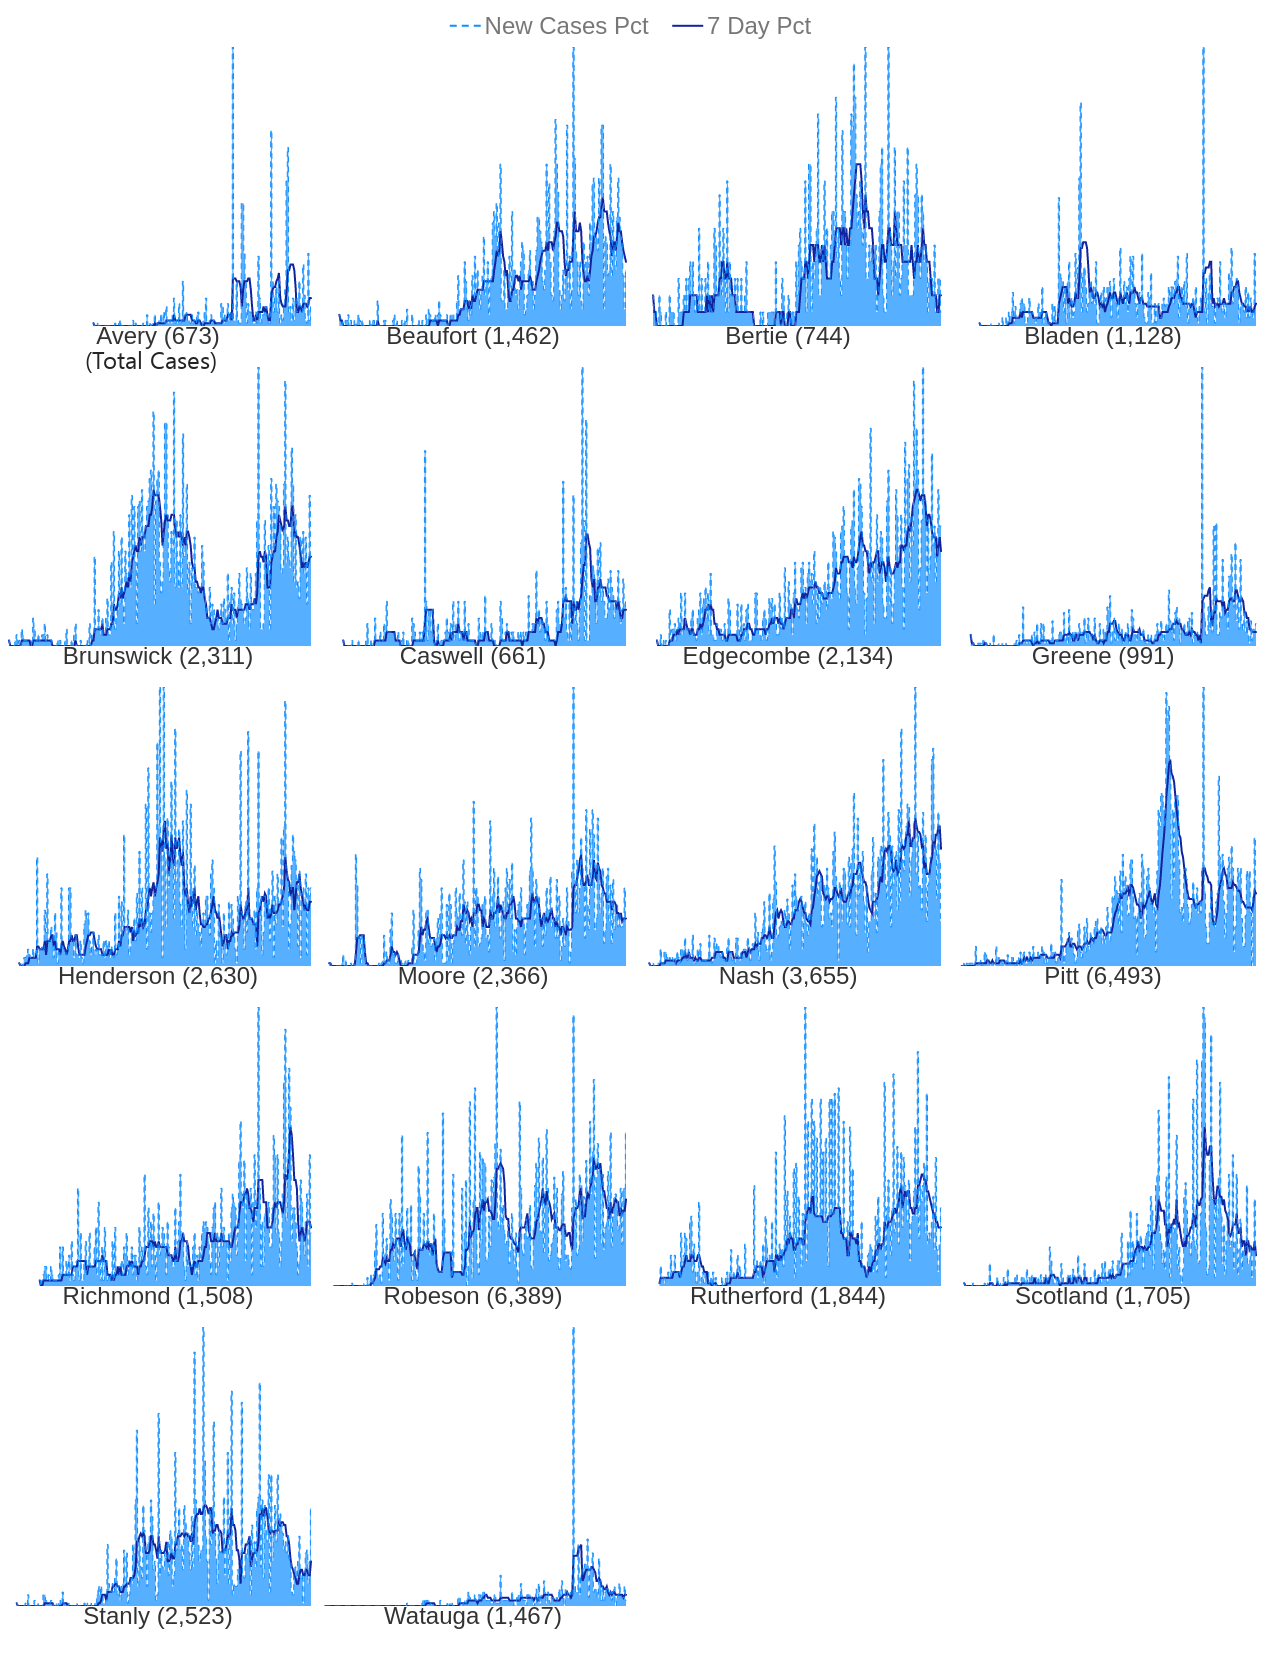 New Cases Pct 7 Day Pct
Avery (673) Beaufort (1,462) Bertie (744) Bladen (1,128)
(Total Cases)
Brunswick (2,311) Caswell (661) Edgecombe (2,134) Greene (991)
Henderson (2,630) Moore (2,366) Nash (3,655) Pitt (6,493)
Richmond (1,508) Robeson (6,389) Rutherford (1,844) Scotland (1,705)
Stanly (2,523) Watauga (1,467)